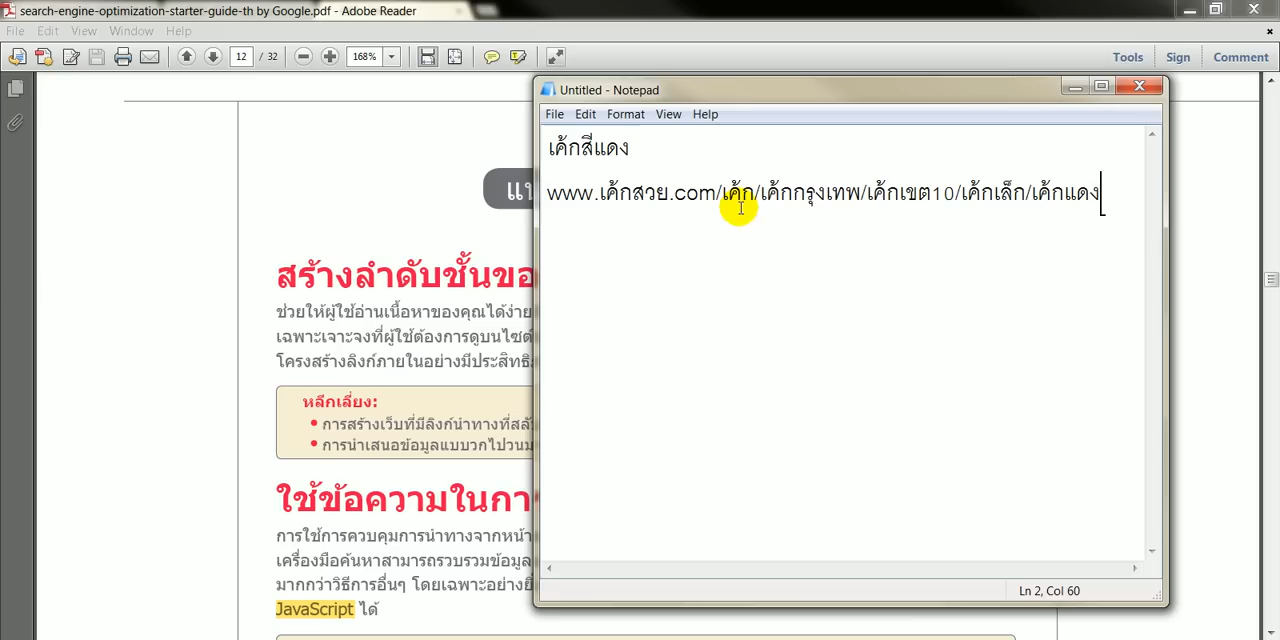 search-engine-optimization-starter-guide-th by Google.pdf - Adobe Reader
File Edit View Window Help
12 / 32 168% Tools Sign Comment
Untitled - Notepad
File Edit Format View Help
เค้กสี่แดง
www.เค้กสวย.com/เค้ก/เค้กกรุงเทพ/เค้กเขต10/เค้กเล็ก/เค้กแดง
สร้างลำดับชั้นขอ
ช่วยให้ผู้ใช้อ่านเนื้อหาของคุณได้ง่าย
เฉพาะเจาะจงที่ผู้ใช้ต้องการดูบนไซต์
โครงสร้างลิงก์ภายในอย่างมีประสิทธิ
หลีกเลี่ยง:
• การสร้างเว็บที่มีลิงก์นำทางที่สลับ
• การนำเสนอข้อมูลแบบวกไปวนม
ใช้ข้อความในกา
การใช้การควบคุมการนำทางจากหน้า
เครื่องมือค้นหาสามารถรวบรวมข้อมูล
มากกว่าวิธีการอื่นๆ โดยเฉพาะอย่างยิ่
JavaScript ได้
Ln 2, Col 60